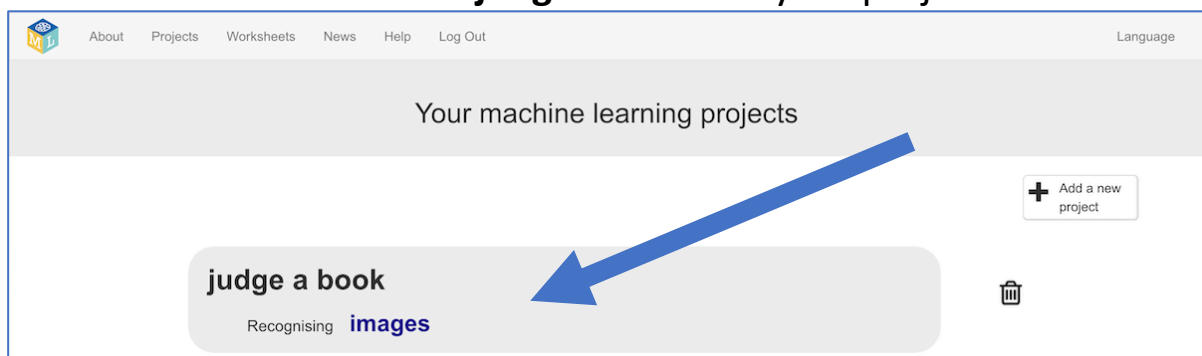 ML
About Projects Worksheets News Help Log Out Language
Your machine learning projects
Add a new
project
judge a book
Recognising images